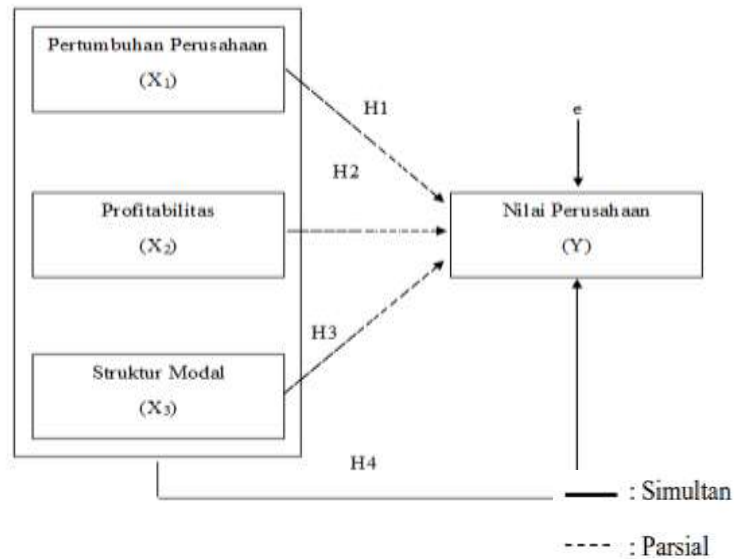 Pertumbuhan Perusahaan
(X1)
H1
e
H2
Profitabilitas
(X2)
Nilai Perusahaan
(Y)
H3
Struktur Modal
(X3)
H4
: Simultan
: Parsial